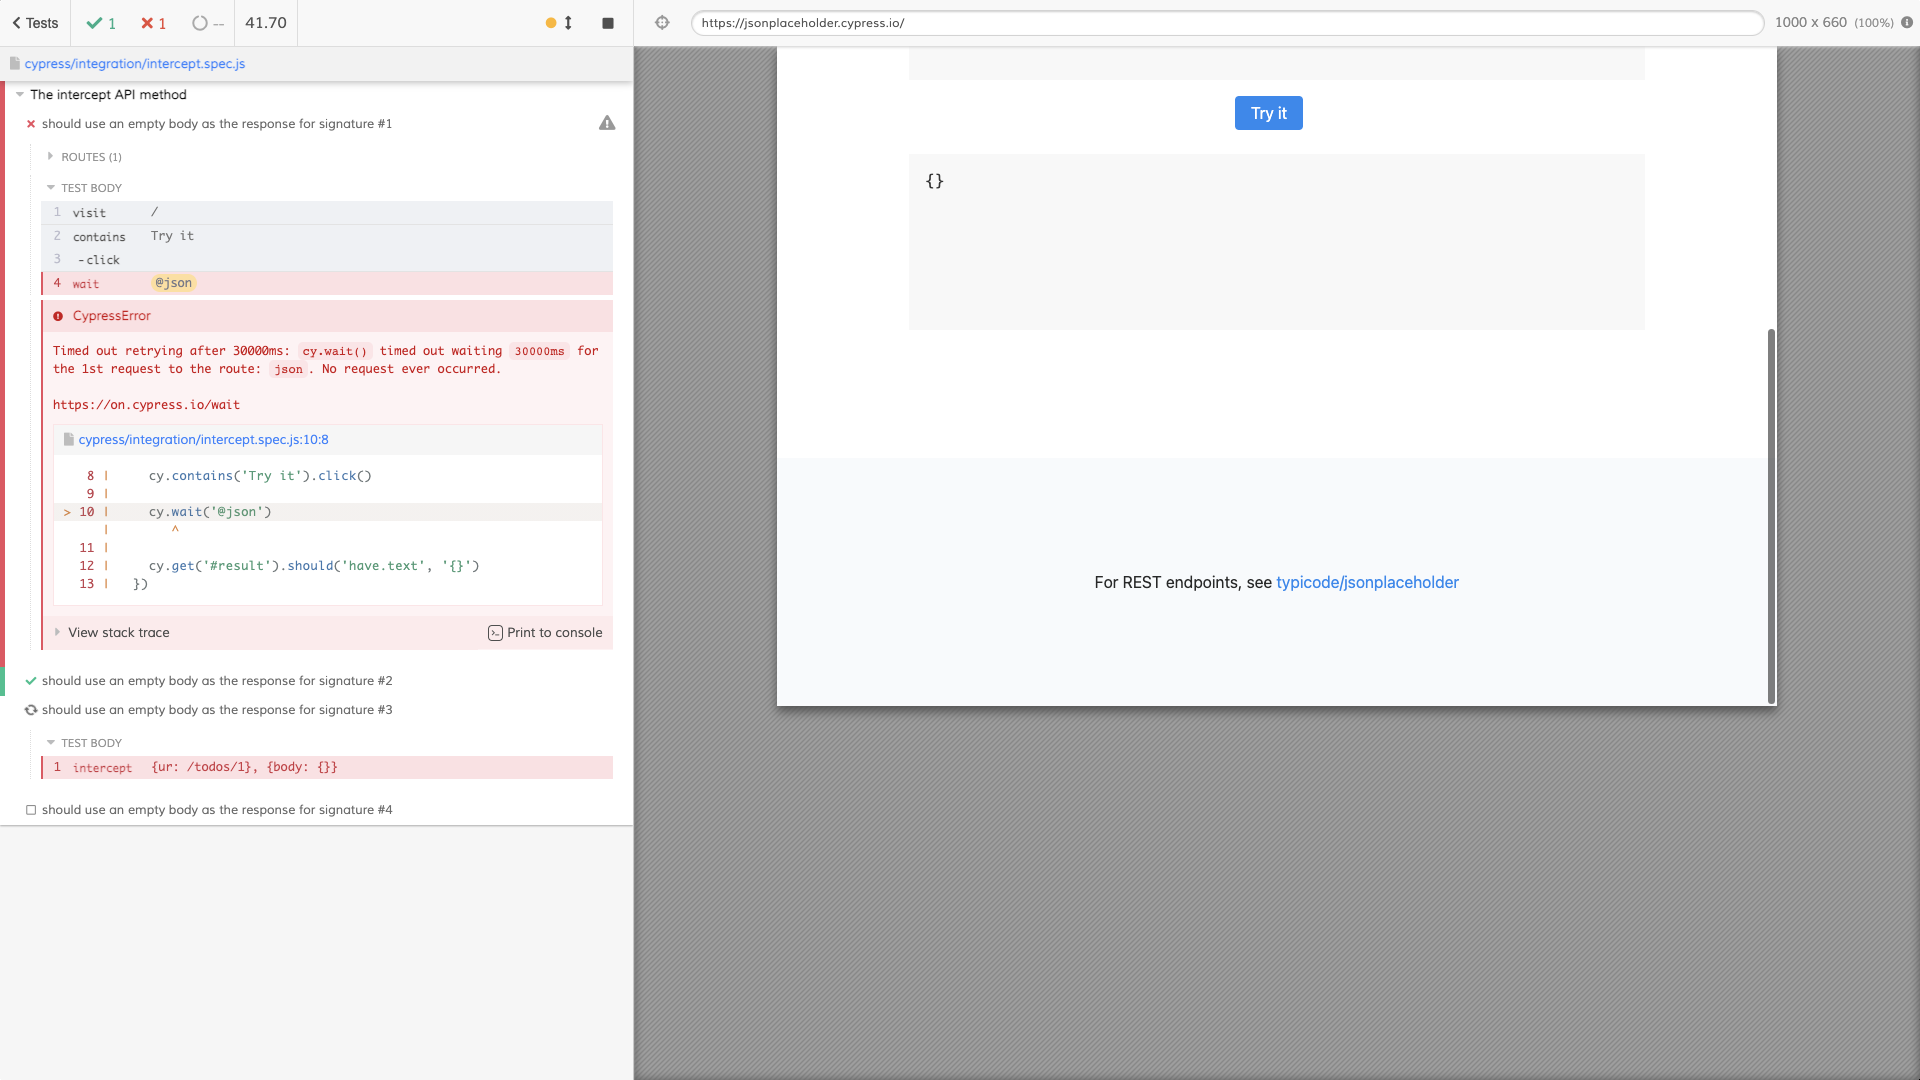 Tests
1
1
--
41.70
https://jsonplaceholder.cypress.io/
1000 x 660 (100%)
cypress/integration/intercept.spec.js
The intercept API method
should use an empty body as the response for signature #1
ROUTES (1)
TEST BODY
1 visit /
2 contains Try it
3 -click
4 wait @json
CypressError
Timed out retrying after 30000ms: cy.wait() timed out waiting 30000ms for
the 1st request to the route: json. No request ever occurred.
https://on.cypress.io/wait
cypress/integration/intercept.spec.js:10:8
8 | cy.contains('Try it').click()
9 |
> 10 | cy.wait('@json')
| ^
11 |
12 | cy.get('#result').should('have.text', '{}')
13 | })
View stack trace
Print to console
should use an empty body as the response for signature #2
should use an empty body as the response for signature #3
TEST BODY
1 intercept {ur: /todos/1}, {body: {}}
should use an empty body as the response for signature #4
Try it
{}
For REST endpoints, see typicode/jsonplaceholder